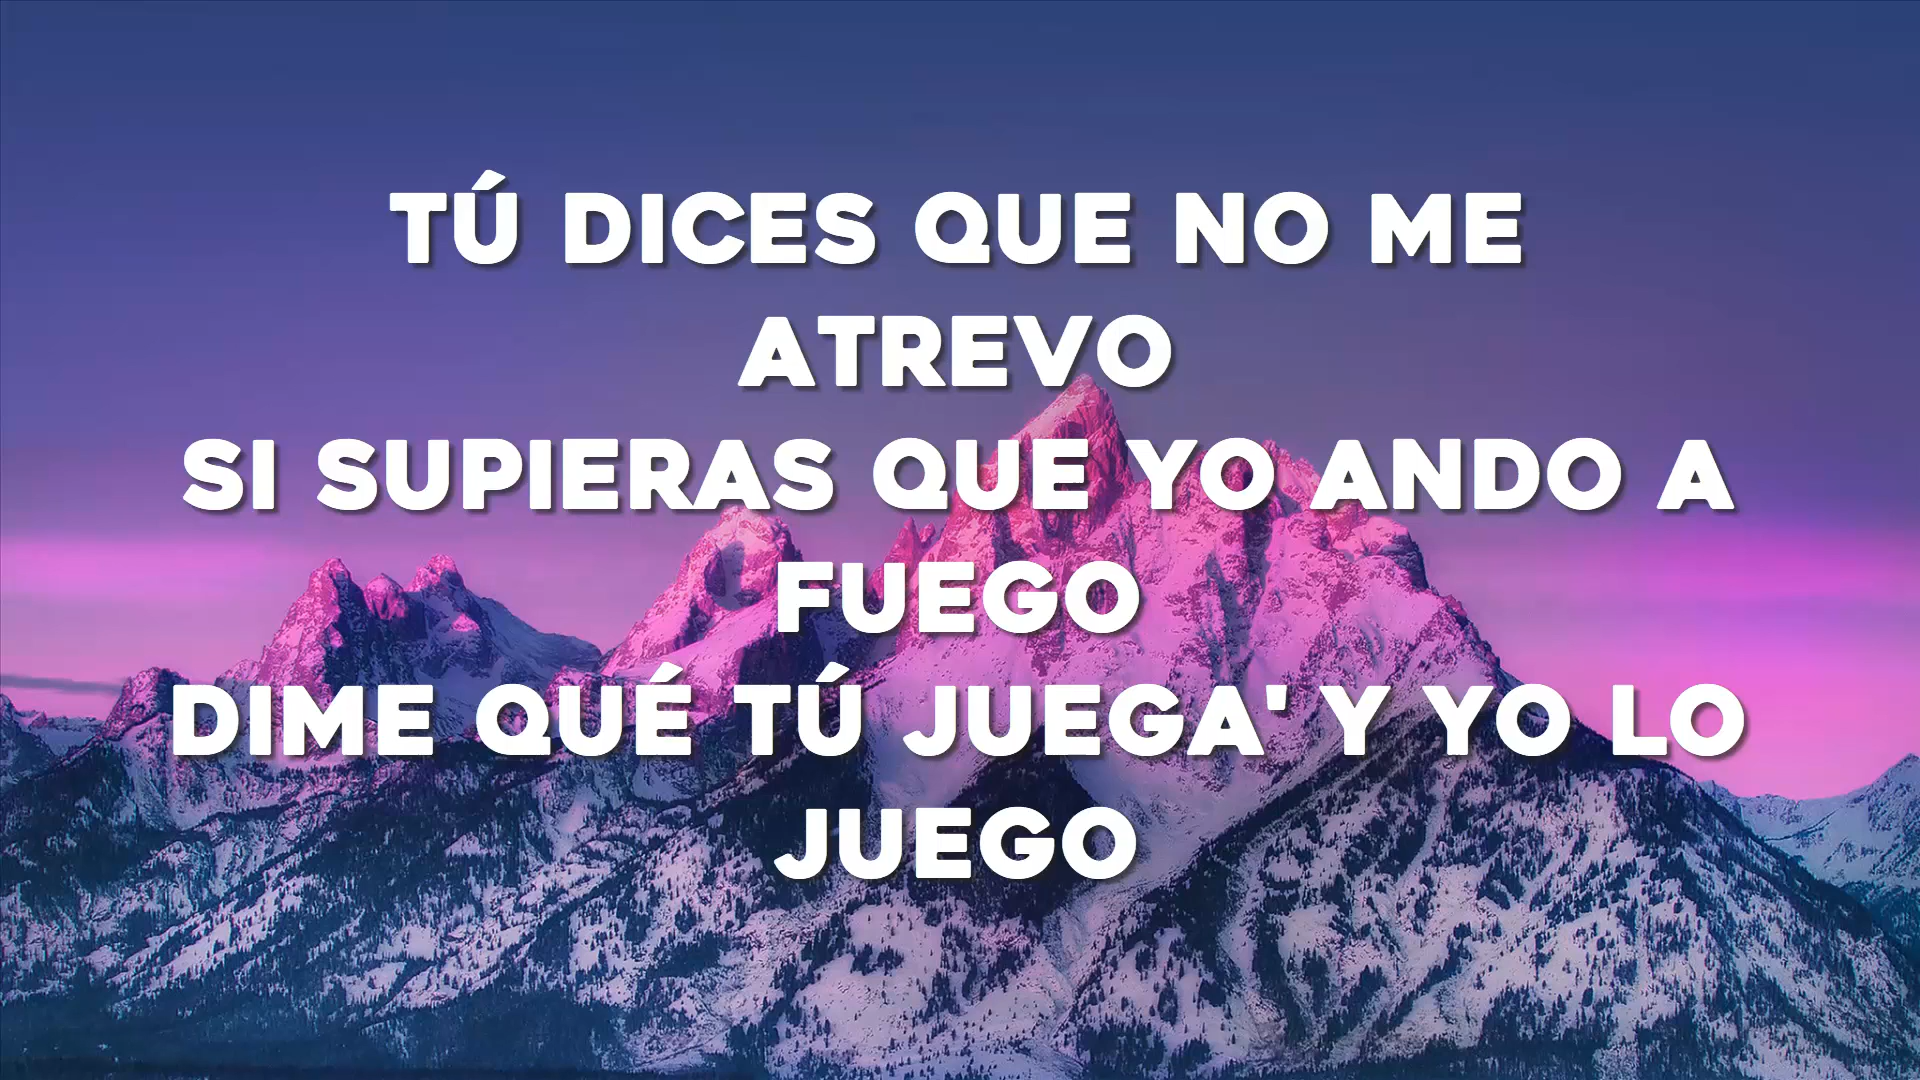 TÚ DICES QUE NO ME
ATREVO
SI SUPIERAS QUE YO ANDO A
FUEGO
DIME QUÉ TÚ JUEGA' Y YO LO
JUEGO